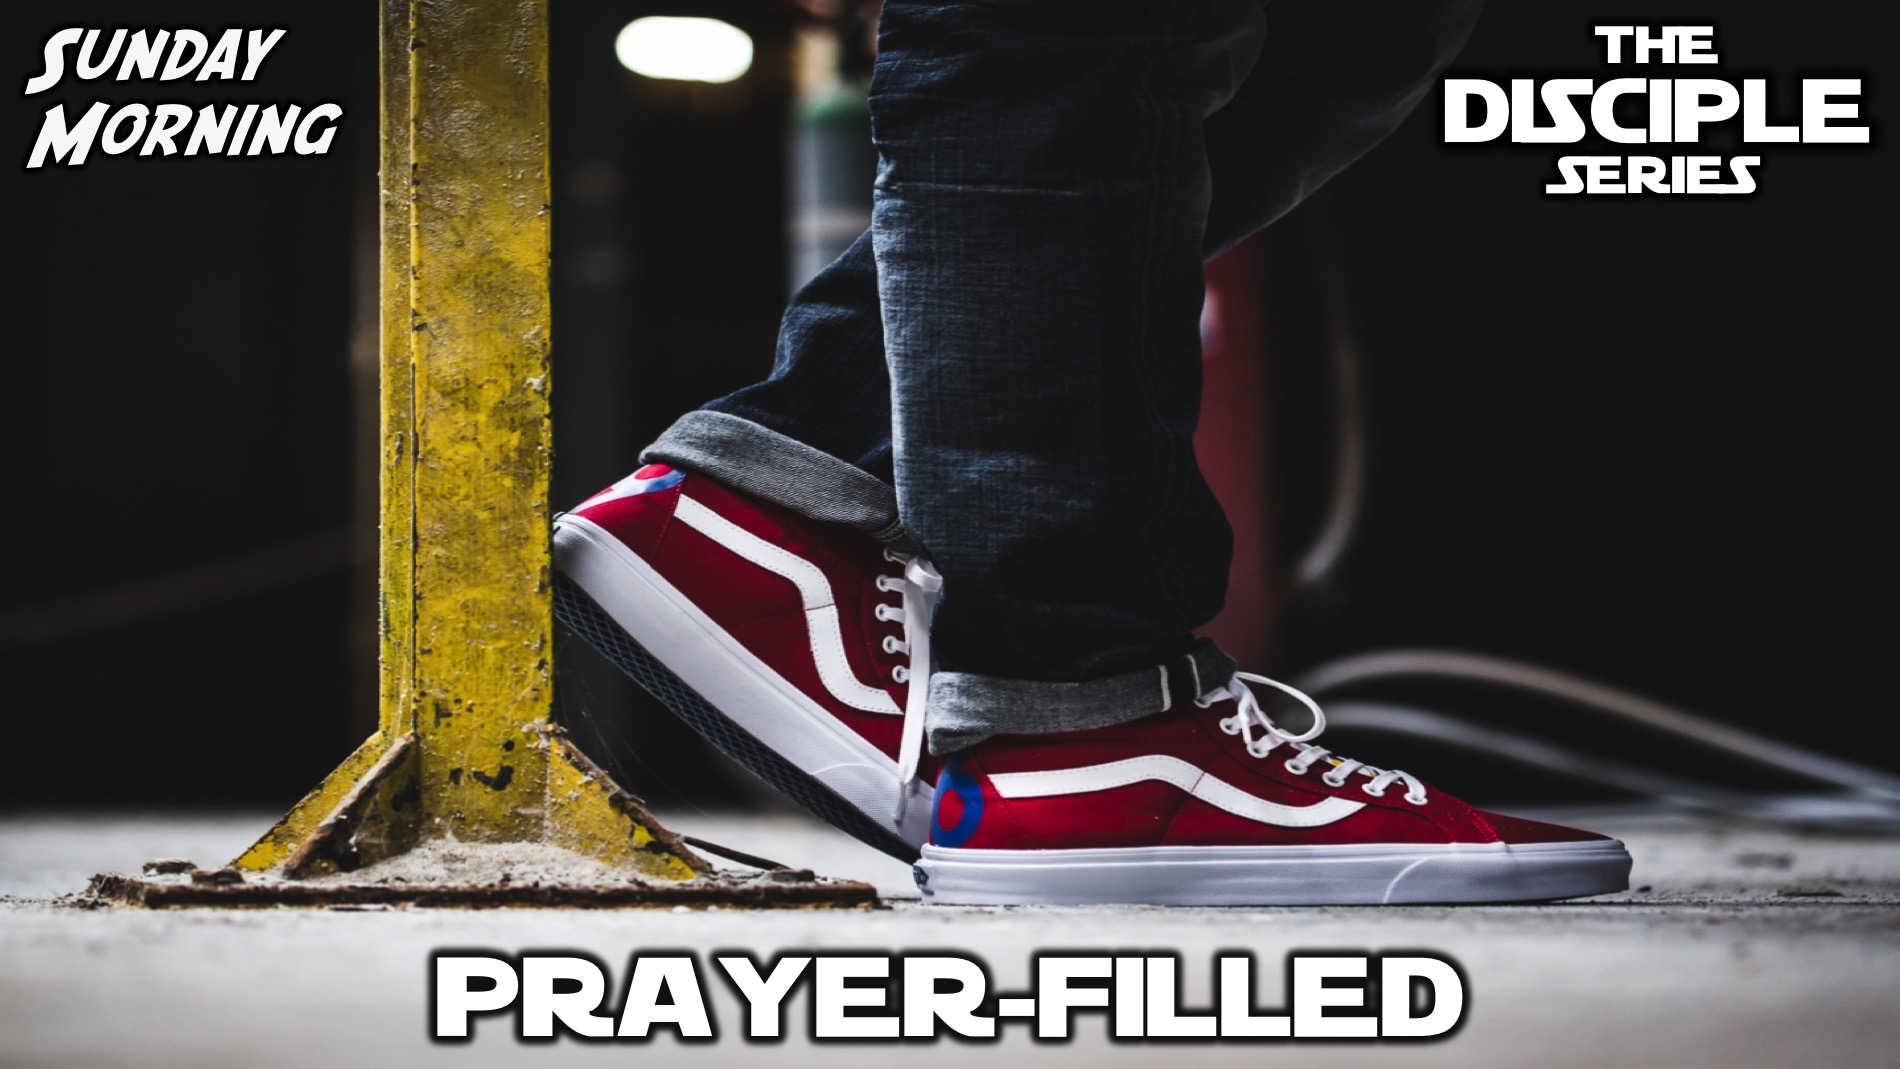 SUNDAY
MORNING
THE
DISCIPLE
SERIES
PRAYER-FILLED